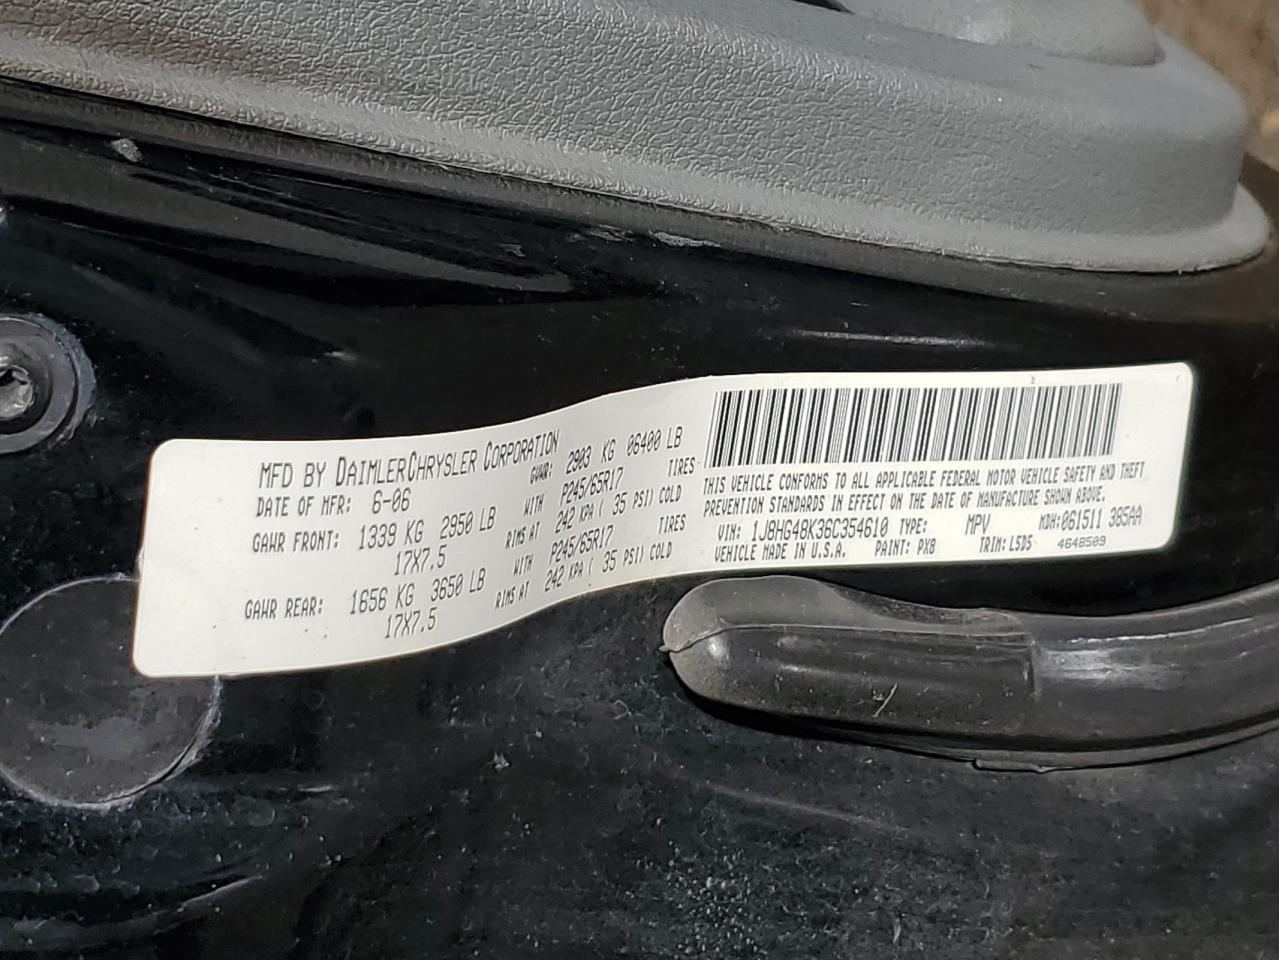 MFD BY DAIMLERCHRYSLER CORPORATION
DATE OF MFR: 6-06 GVWR: 2903 KG 06400 LB
GAWR FRONT: 1339 KG 2950 LB WITH P245/65R17 TIRES
17X7.5 RIMS AT 242 KPA ( 35 PSI) COLD
GAWR REAR: 1656 KG 3650 LB WITH P245/65R17 TIRES
17X7.5 RIMS AT 242 KPA ( 35 PSI) COLD
THIS VEHICLE CONFORMS TO ALL APPLICABLE FEDERAL MOTOR VEHICLE SAFETY AND THEFT
PREVENTION STANDARDS IN EFFECT ON THE DATE OF MANUFACTURE SHOWN ABOVE.
VIN: 1J8HG48K36C354610 TYPE: MPV MDH: 061511 385AA
VEHICLE MADE IN U.S.A. PAINT: PX8 TRIM: L5D5 4648509